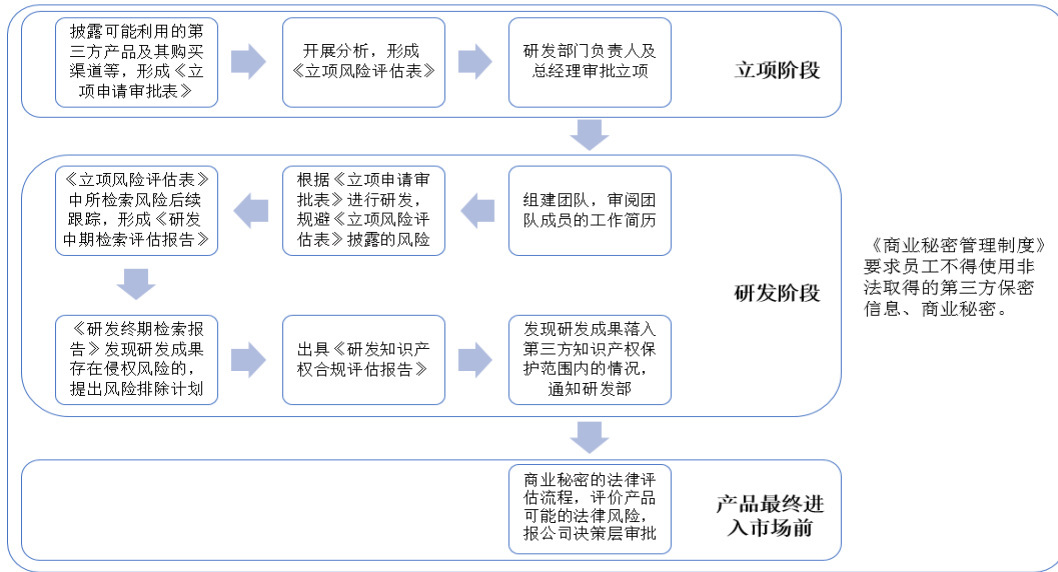 披露可能利用的第
三方产品及其购买
渠道等，形成《立
项申请审批表》
开展分析，形成
《立项风险评估表》
研发部门负责人及
总经理审批立项
立项阶段
组建团队，审阅团
队成员的工作简历
根据《立项申请审
批表》进行研发，
规避《立项风险评
估表》披露的风险
《立项风险评估表》
中所检索风险后续
跟踪，形成《研发
中期检索评估报告》
研发阶段
《研发终期检索报
告》发现研发成果
存在侵权风险的，
提出风险排除计划
出具《研发知识产
权合规评估报告》
发现研发成果落入
第三方知识产权保
护范围内的情况，
通知研发部
商业秘密的法律评
估流程，评价产品
可能的法律风险，
报公司决策层审批
产品最终进
入市场前
《商业秘密管理制度》
要求员工不得使用非
法取得的第三方保密
信息、商业秘密。